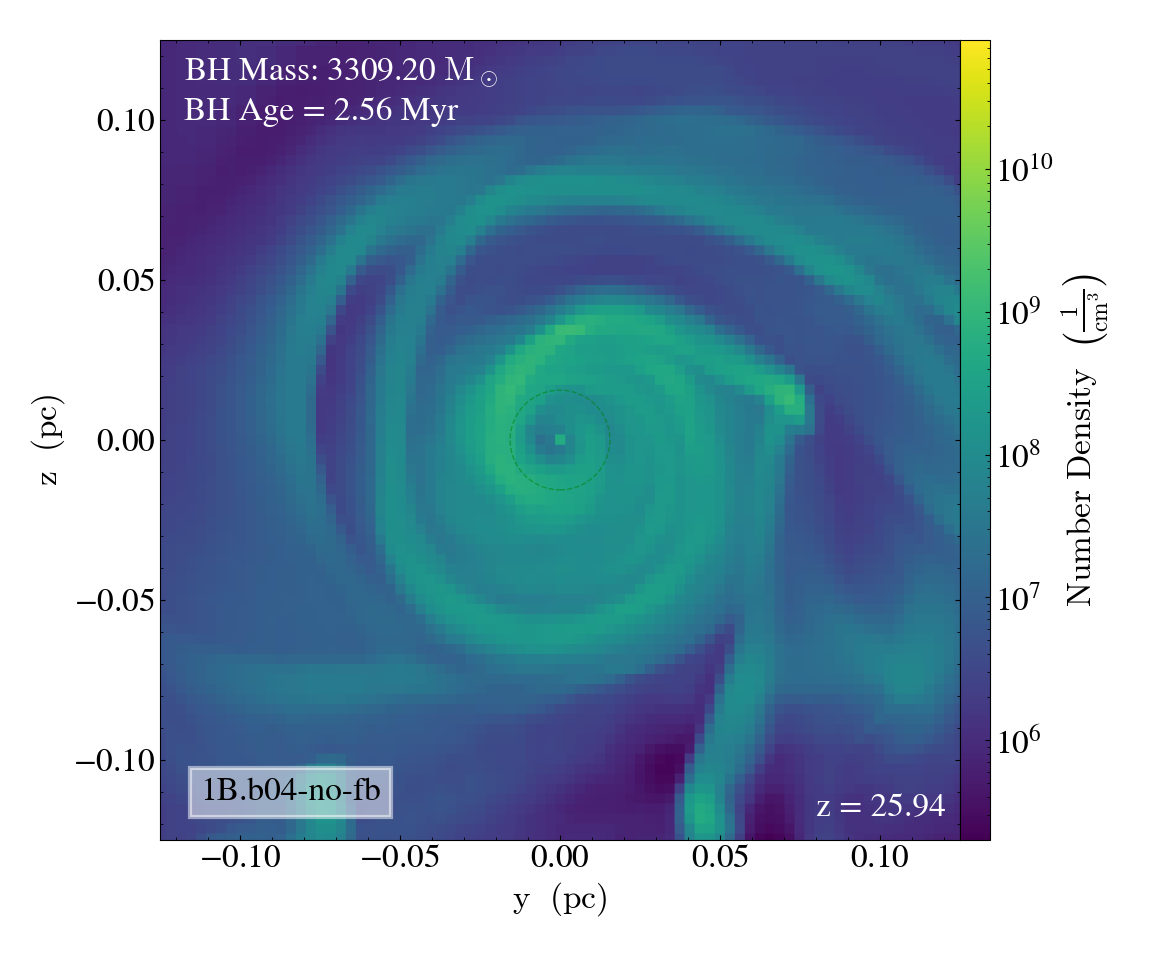 BH Mass: 3309.20 M⊙
BH Age = 2.56 Myr
0.10
0.05
0.00
−0.05
−0.10
z (pc)
1B.b04-no-fb
z = 25.94
−0.10 −0.05 0.00 0.05 0.10
y (pc)
10^10
10^9
10^8
10^7
10^6
Number Density (1/cm^3)